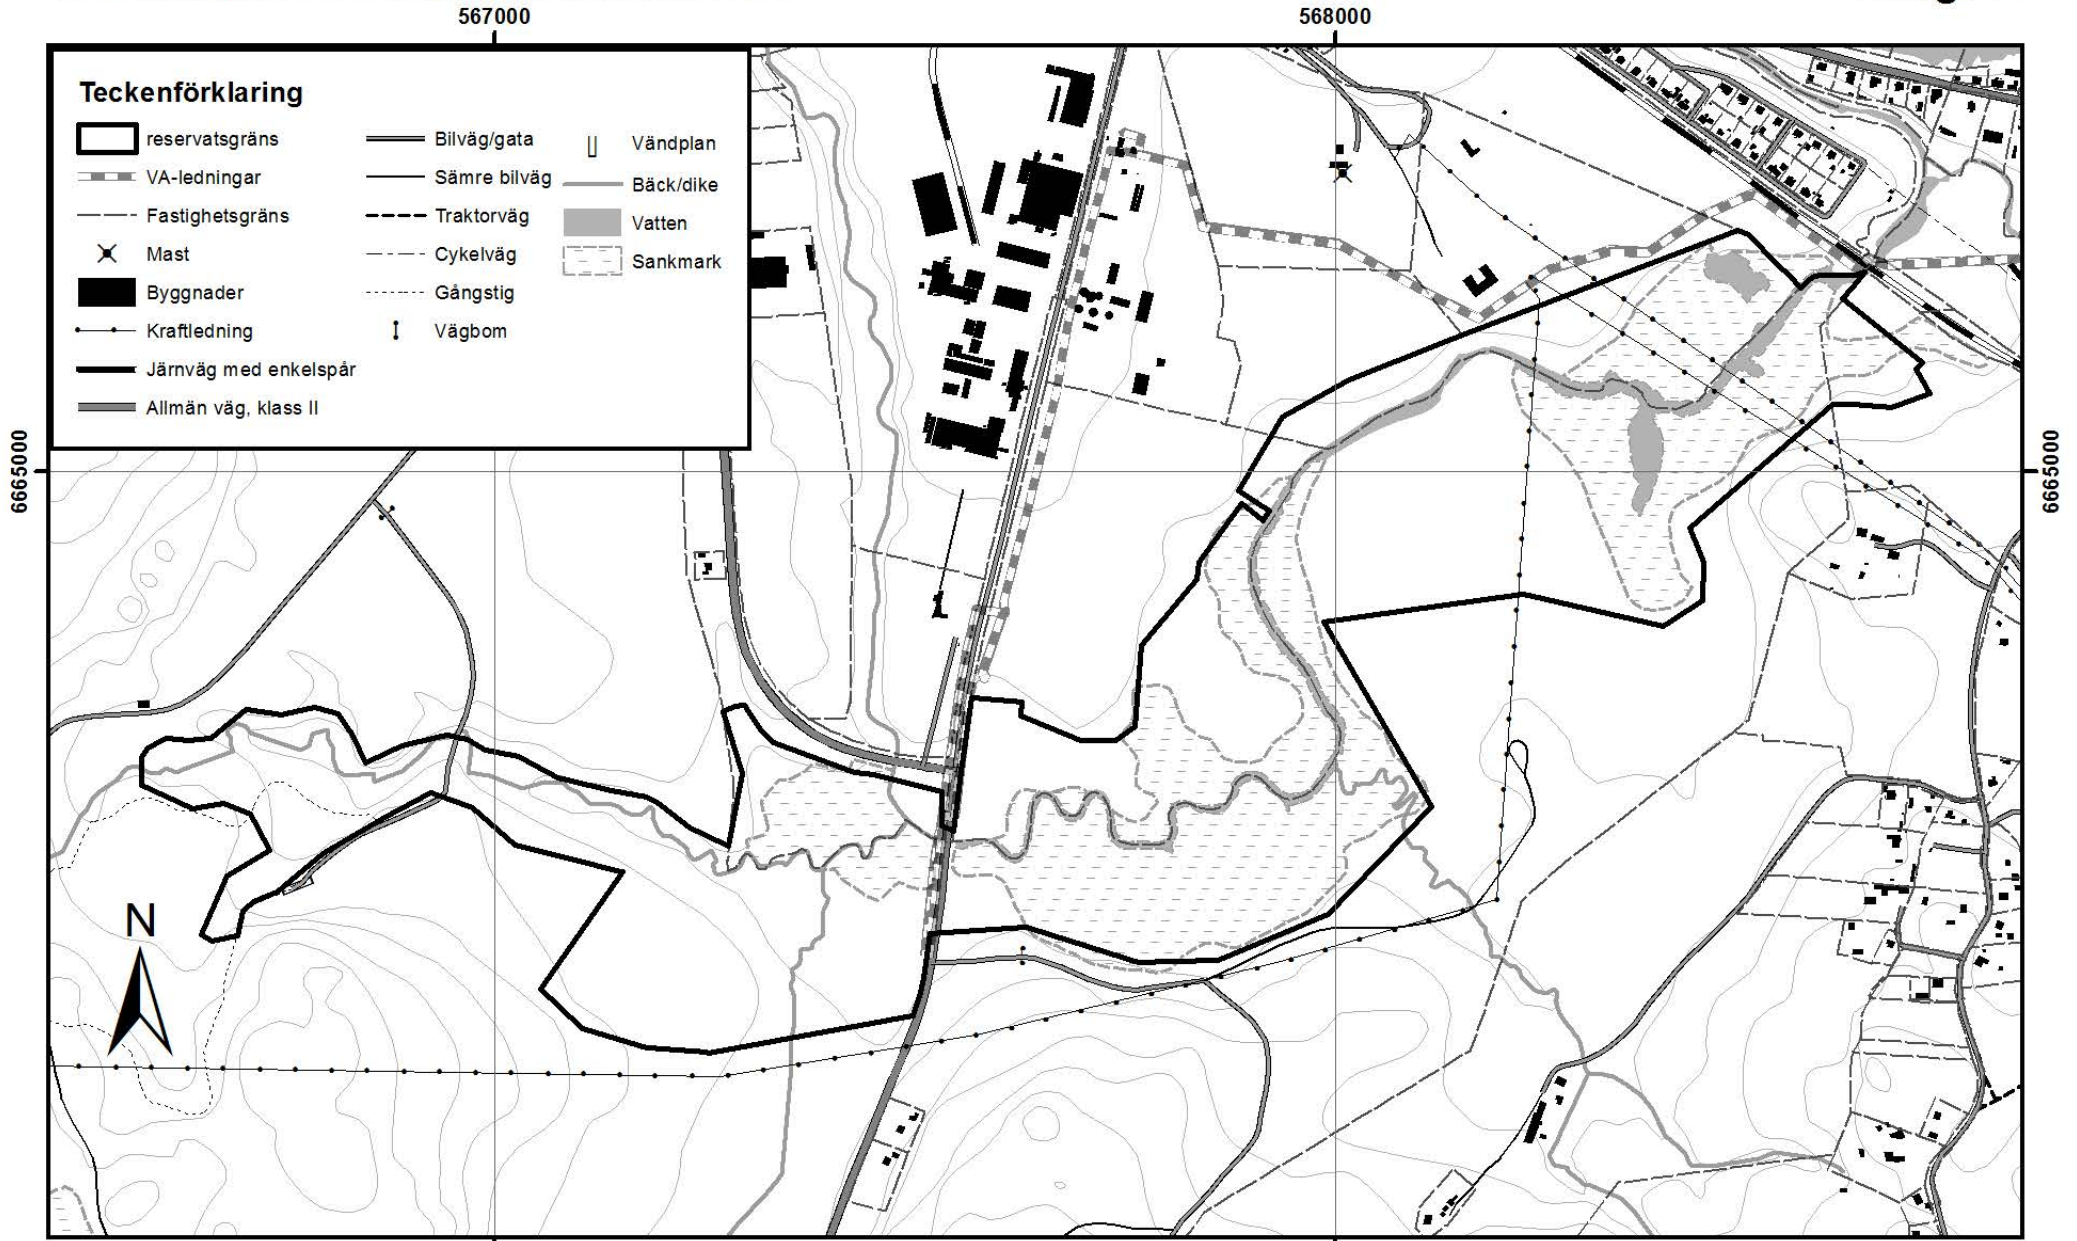 567000
568000
Teckenförklaring
reservatsgräns
VA-ledningar
Fastighetsgräns
Mast
Byggnader
Kraftledning
Järnväg med enkelspår
Allmän väg, klass II
Bilväg/gata
Sämre bilväg
Traktorväg
Cykelväg
Gångstig
Vägbom
Vändplan
Bäck/dike
Vatten
Sankmark
6665000
6665000
N